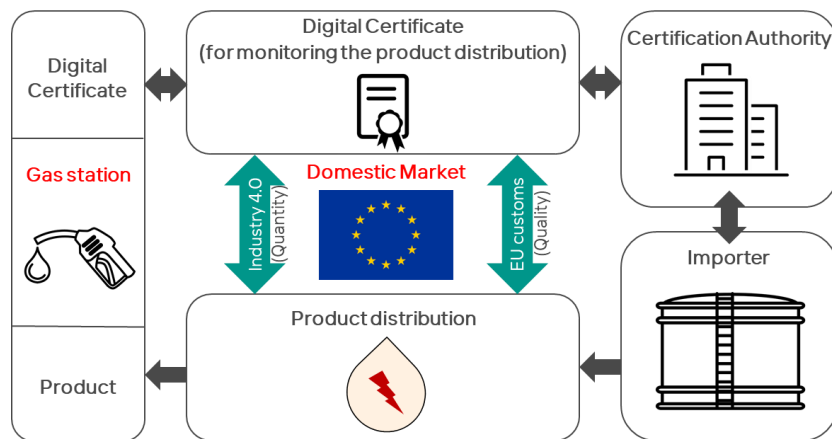 Digital Certificate
(for monitoring the product distribution)
Certification Authority
Digital
Certificate
Gas station
Domestic Market
Industry 4.0
(Quantity)
EU customs
(Quality)
Importer
Product distribution
Product